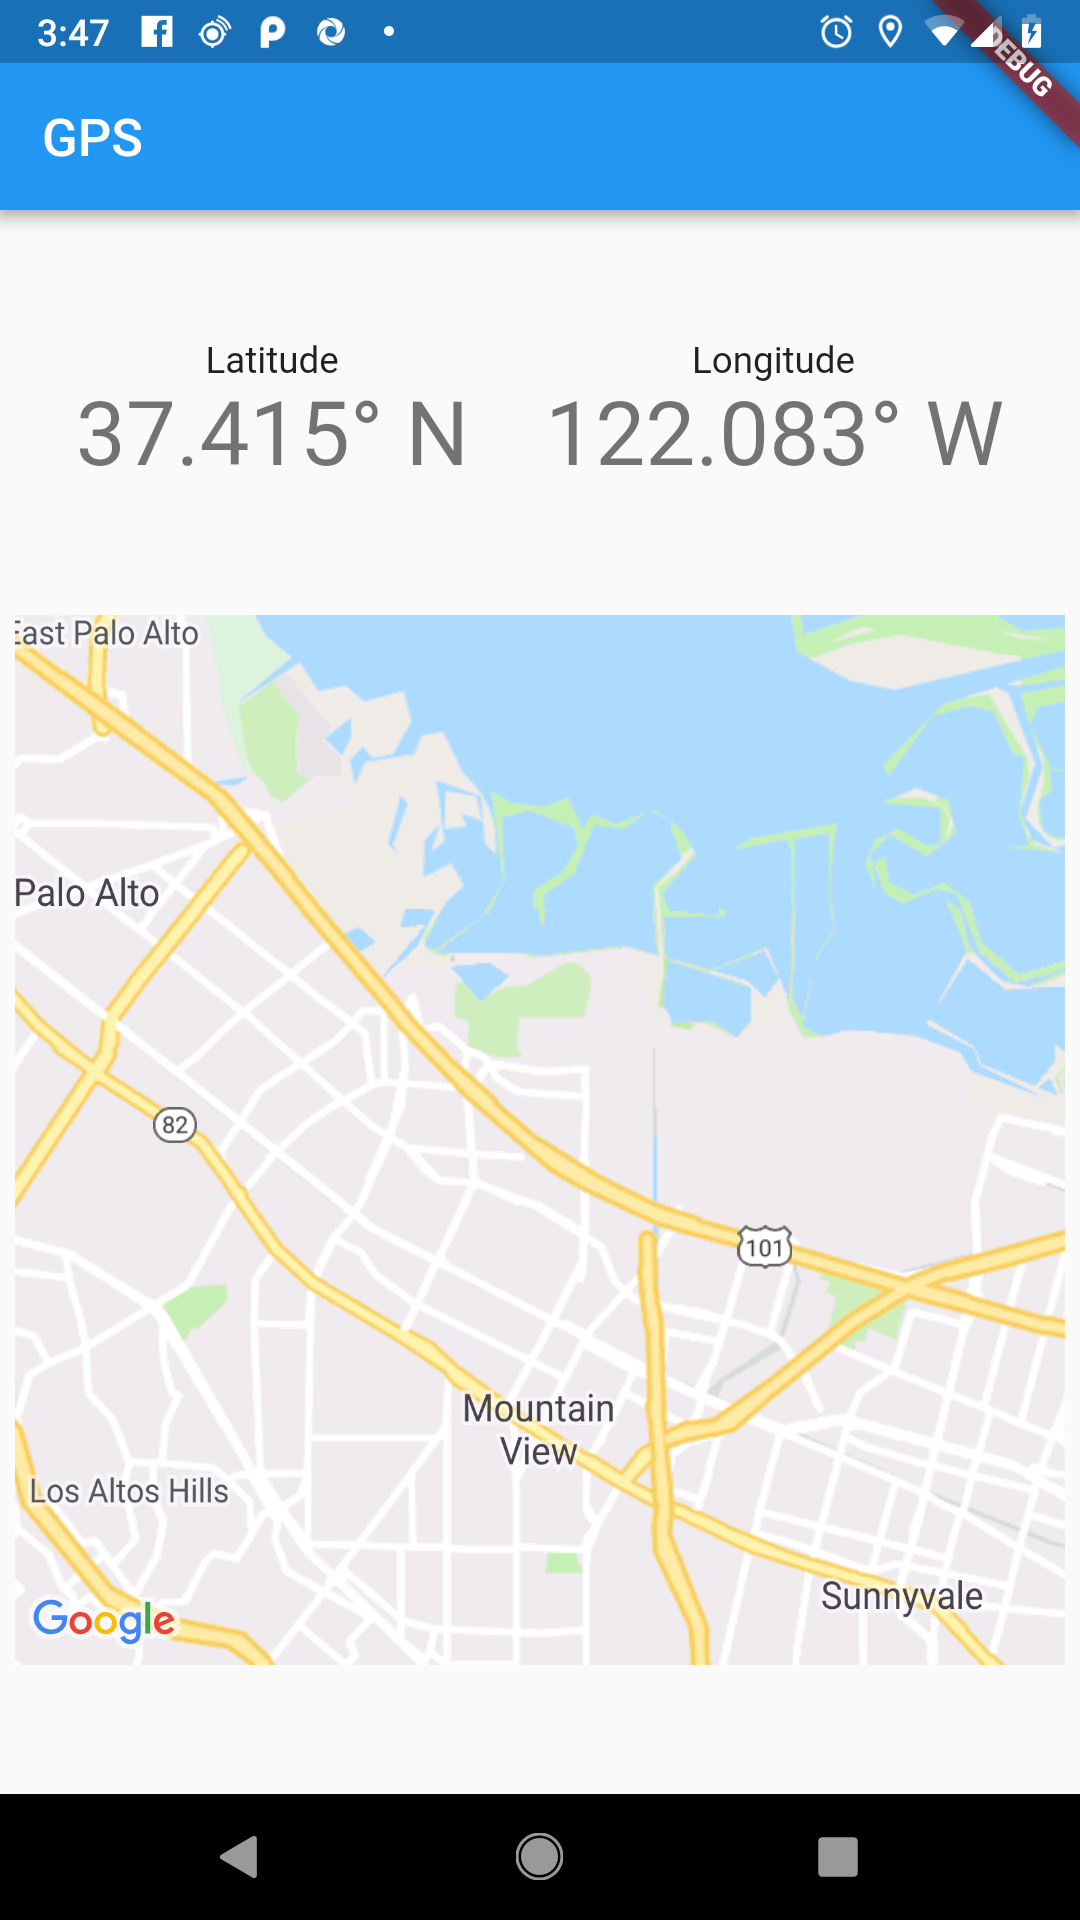 3:47
DEBUG
GPS
Latitude Longitude
37.415° N 122.083° W
East Palo Alto
Palo Alto
82
101
Mountain
View
Los Altos Hills
Sunnyvale
Google